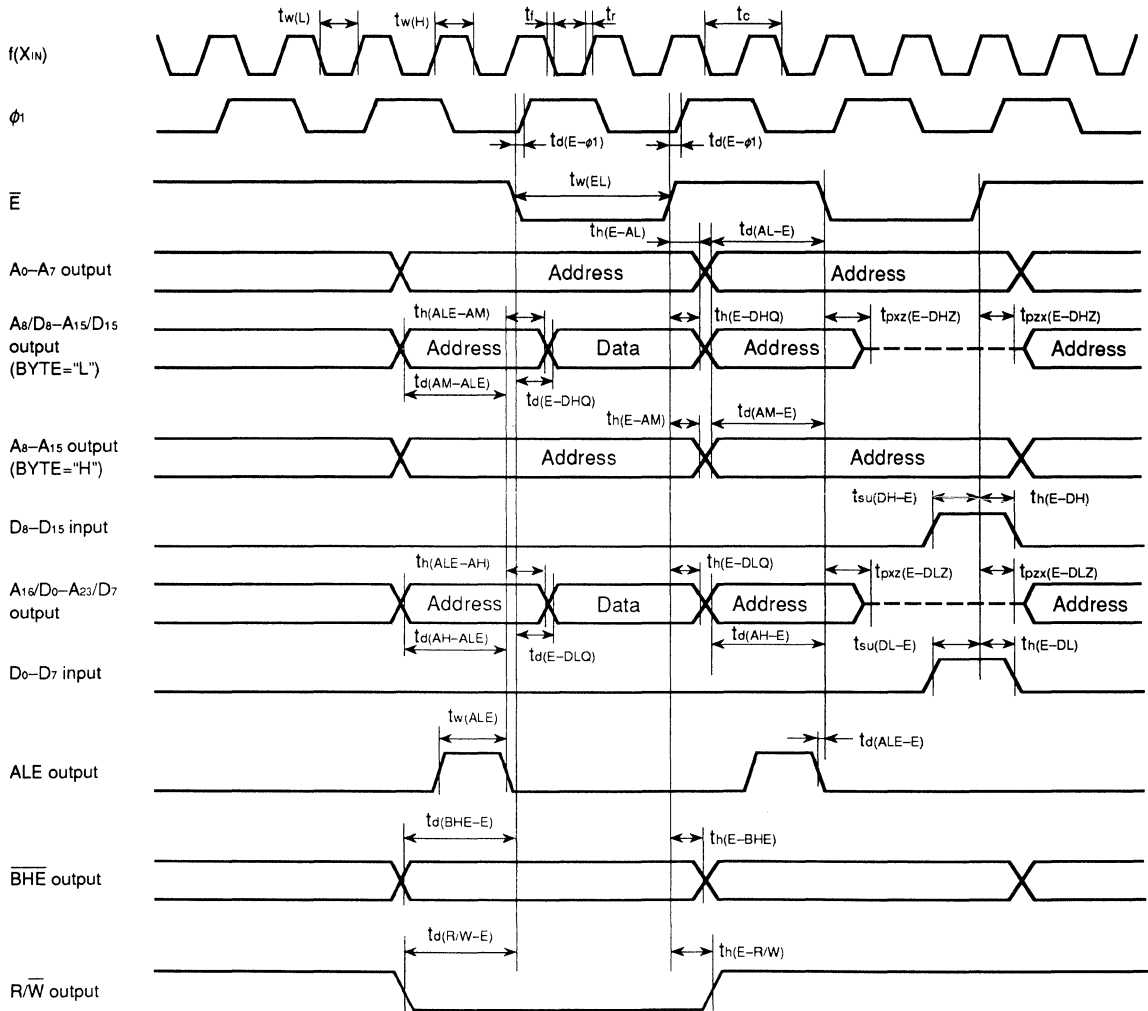 tw(L) tw(H) tf tr tc
f(XIN)
ϕ1
td(E-ϕ1) td(E-ϕ1)
E̅
tw(EL)
th(E-AL) td(AL-E)
A0–A7 output
Address Address
A8/D8–A15/D15
output
(BYTE="L")
th(ALE-AM) th(E-DHQ) tpxz(E-DHZ) tpzx(E-DHZ)
Address Data Address Address
td(AM-ALE) td(E-DHQ)
th(E-AM) td(AM-E)
A8–A15 output
(BYTE="H")
Address Address
tsu(DH-E) th(E-DH)
D8–D15 input
th(ALE-AH) th(E-DLQ) tpxz(E-DLZ) tpzx(E-DLZ)
A16/D0–A23/D7
output
Address Data Address Address
td(AH-ALE) td(E-DLQ) td(AH-E) tsu(DL-E) th(E-DL)
D0–D7 input
tw(ALE) td(ALE-E)
ALE output
td(BHE-E) th(E-BHE)
B̅H̅E̅ output
td(R/W-E) th(E-R/W)
R/W̅ output